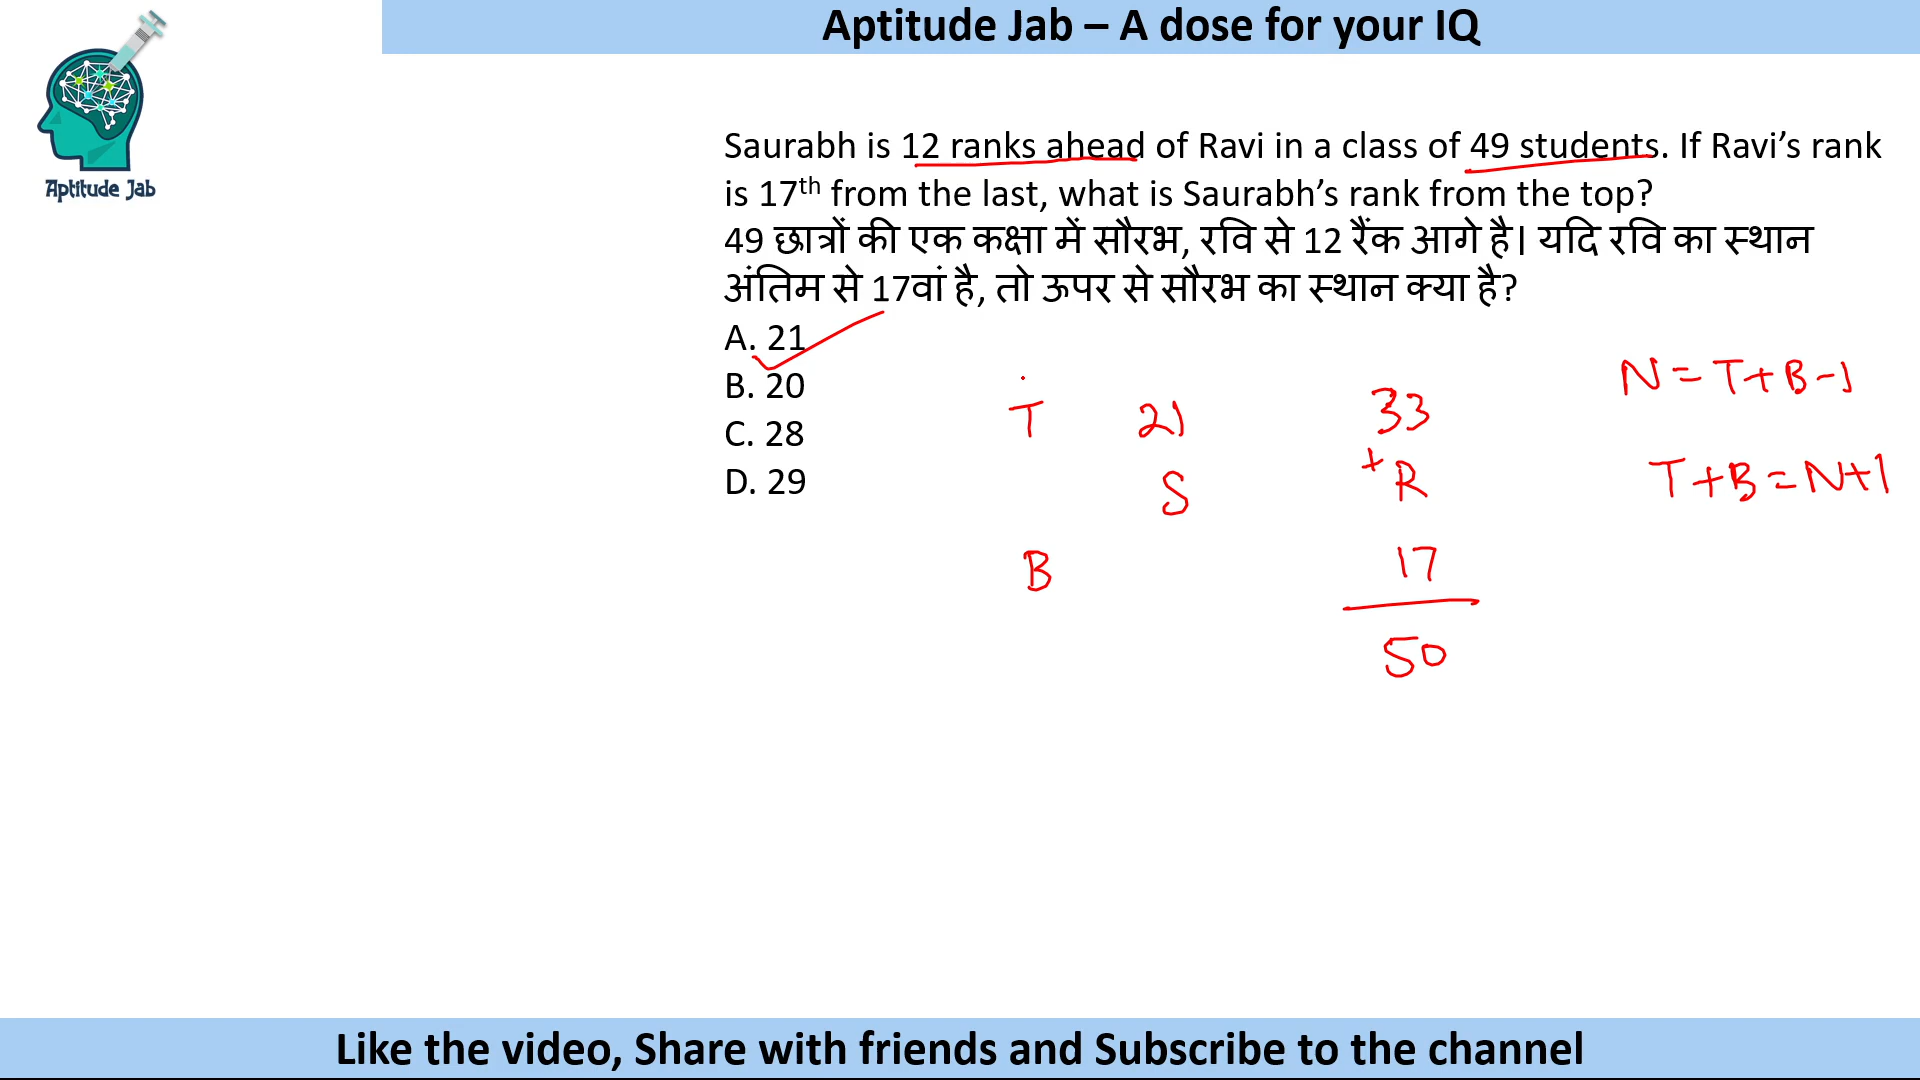 Aptitude Jab – A dose for your IQ
Aptitude Jab
Saurabh is 12 ranks ahead of Ravi in a class of 49 students. If Ravi’s rank
is 17th from the last, what is Saurabh’s rank from the top?
49 छात्रों की एक कक्षा में सौरभ, रवि से 12 रैंक आगे है। यदि रवि का स्थान
अंतिम से 17वां है, तो ऊपर से सौरभ का स्थान क्या है?
A. 21
B. 20
C. 28
D. 29
N = T + B - 1
T 21 33
+ R
S
T + B = N + 1
B 17
50
Like the video, Share with friends and Subscribe to the channel